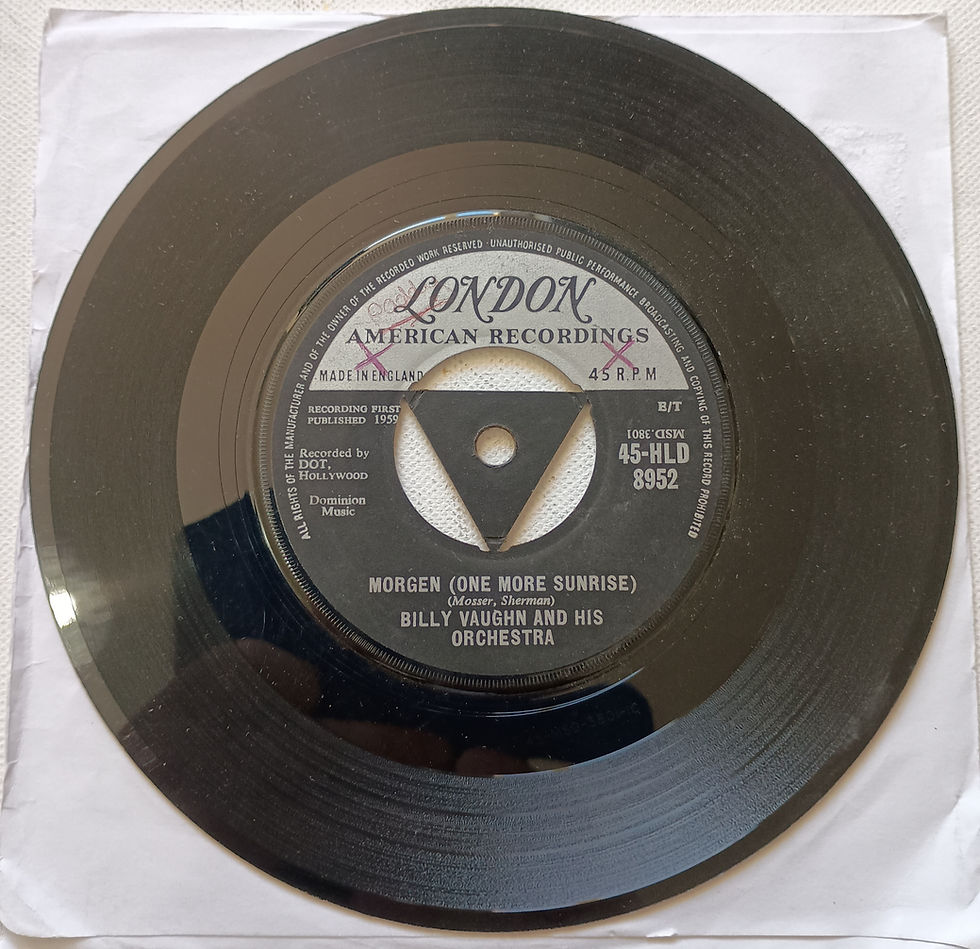 ALL RIGHTS OF THE MANUFACTURER AND OF THE OWNER OF THE RECORDED WORK RESERVED · UNAUTHORISED PUBLIC PERFORMANCE BROADCASTING AND COPYING OF THIS RECORD PROHIBITED
LONDON
AMERICAN RECORDINGS
MADE IN ENGLAND
45 R.P.M
RECORDING FIRST
PUBLISHED 1959
B/T
MSD.3801
Recorded by
DOT,
HOLLYWOOD
45-HLD
8952
Dominion
Music
MORGEN (ONE MORE SUNRISE)
(Mosser, Sherman)
BILLY VAUGHN AND HIS
ORCHESTRA